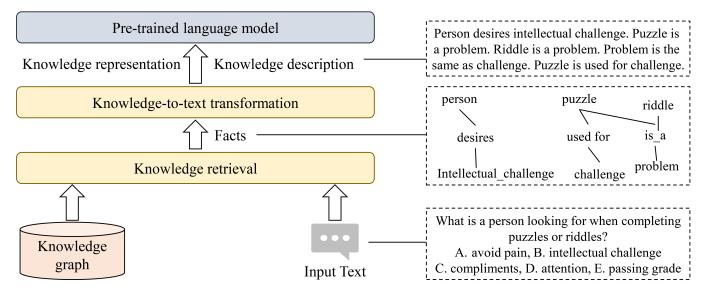 Pre-trained language model
Knowledge representation
Knowledge description
Knowledge-to-text transformation
Facts
Knowledge retrieval
Knowledge
graph
Input Text
Person desires intellectual challenge. Puzzle is
a problem. Riddle is a problem. Problem is the
same as challenge. Puzzle is used for challenge.
person
puzzle
riddle
desires
used for
is_a
Intellectual_challenge
challenge
problem
What is a person looking for when completing
puzzles or riddles?
A. avoid pain, B. intellectual challenge
C. compliments, D. attention, E. passing grade